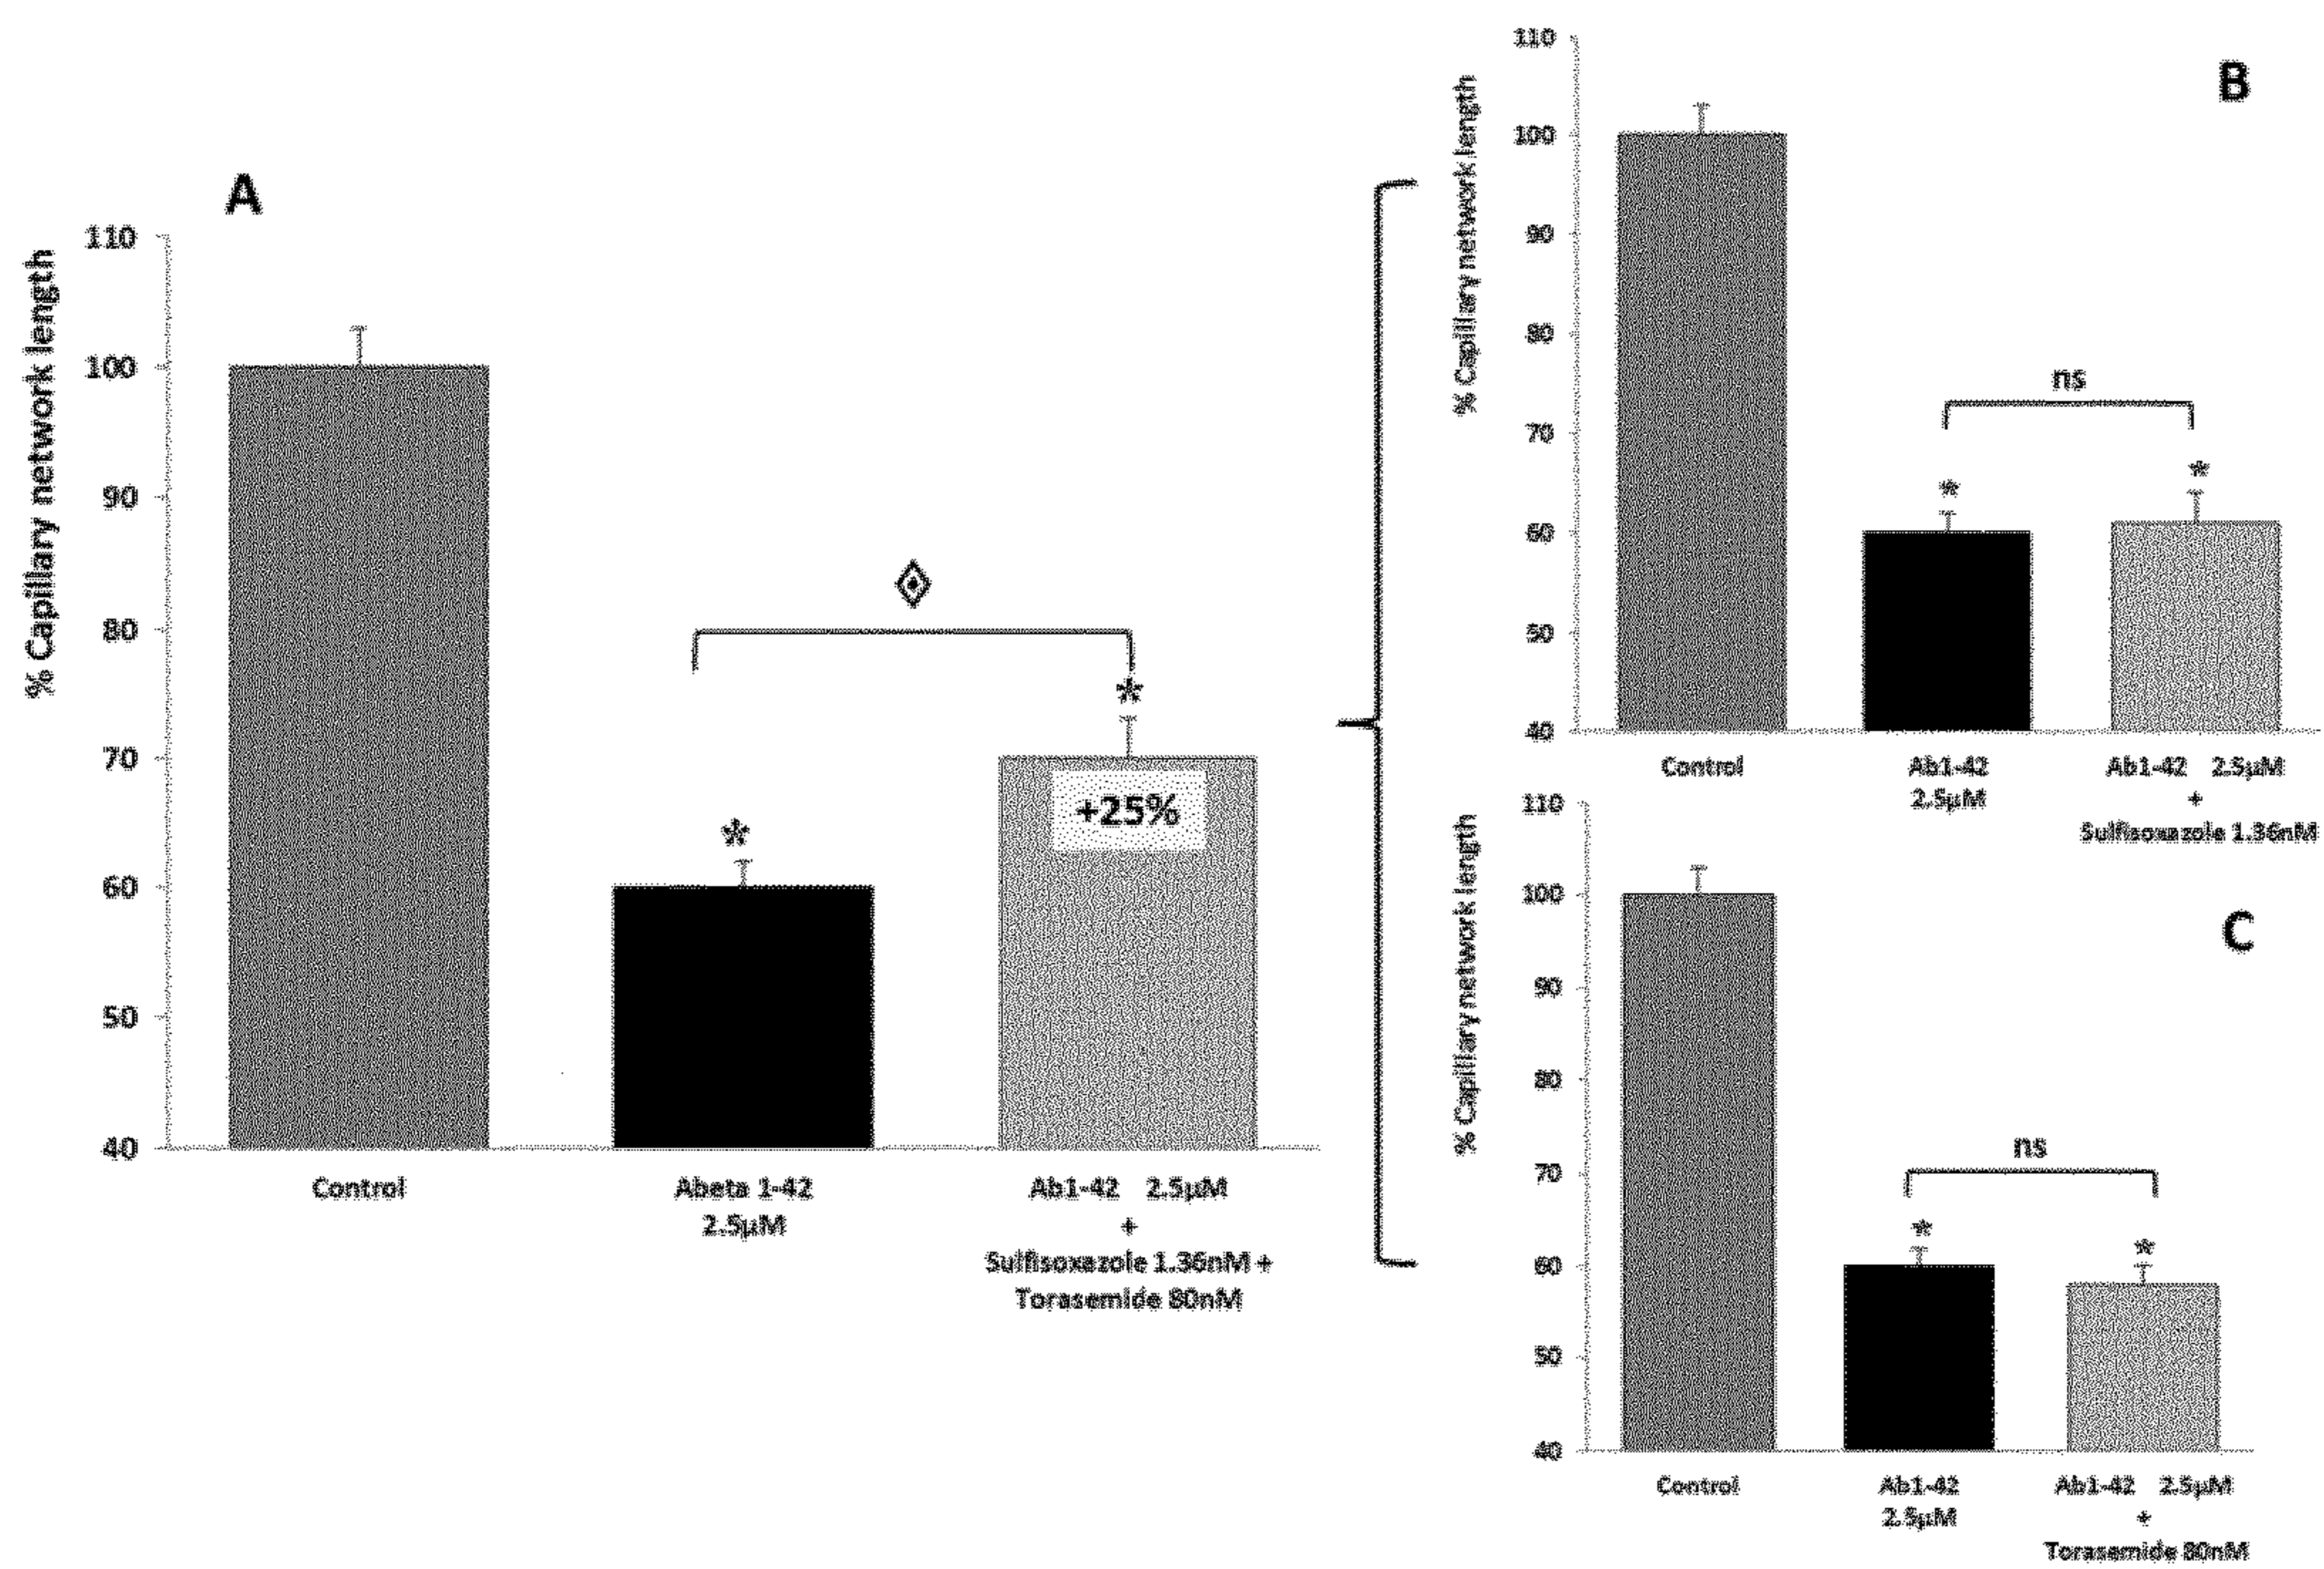 A
% Capillary network length
110
100
90
80
70
60
50
40
*
*
+25%
Control
Abeta 1-42
2.5µM
Ab1-42 2.5µM
+
Sulfisoxazole 1.36nM +
Torasemide 80nM
B
% Capillary network length
110
100
90
80
70
60
50
40
ns
*
*
Control
Ab1-42
2.5µM
Ab1-42 2.5µM
+
Sulfisoxazole 1.36nM
C
% Capillary network length
110
100
90
80
70
60
50
40
ns
*
*
Control
Ab1-42
2.5µM
Ab1-42 2.5µM
+
Torasemide 80nM